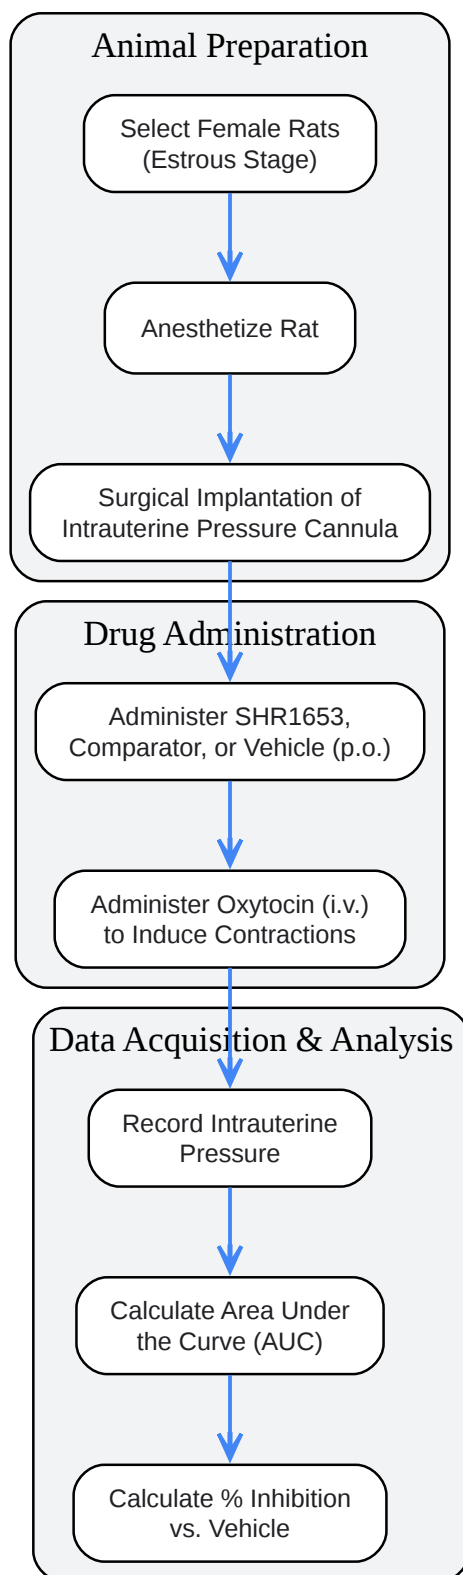 Animal Preparation
Select Female Rats
(Estrous Stage)
Anesthetize Rat
Surgical Implantation of
Intrauterine Pressure Cannula
Drug Administration
Administer SHR1653,
Comparator, or Vehicle (p.o.)
Administer Oxytocin (i.v.)
to Induce Contractions
Data Acquisition & Analysis
Record Intrauterine
Pressure
Calculate Area Under
the Curve (AUC)
Calculate % Inhibition
vs. Vehicle